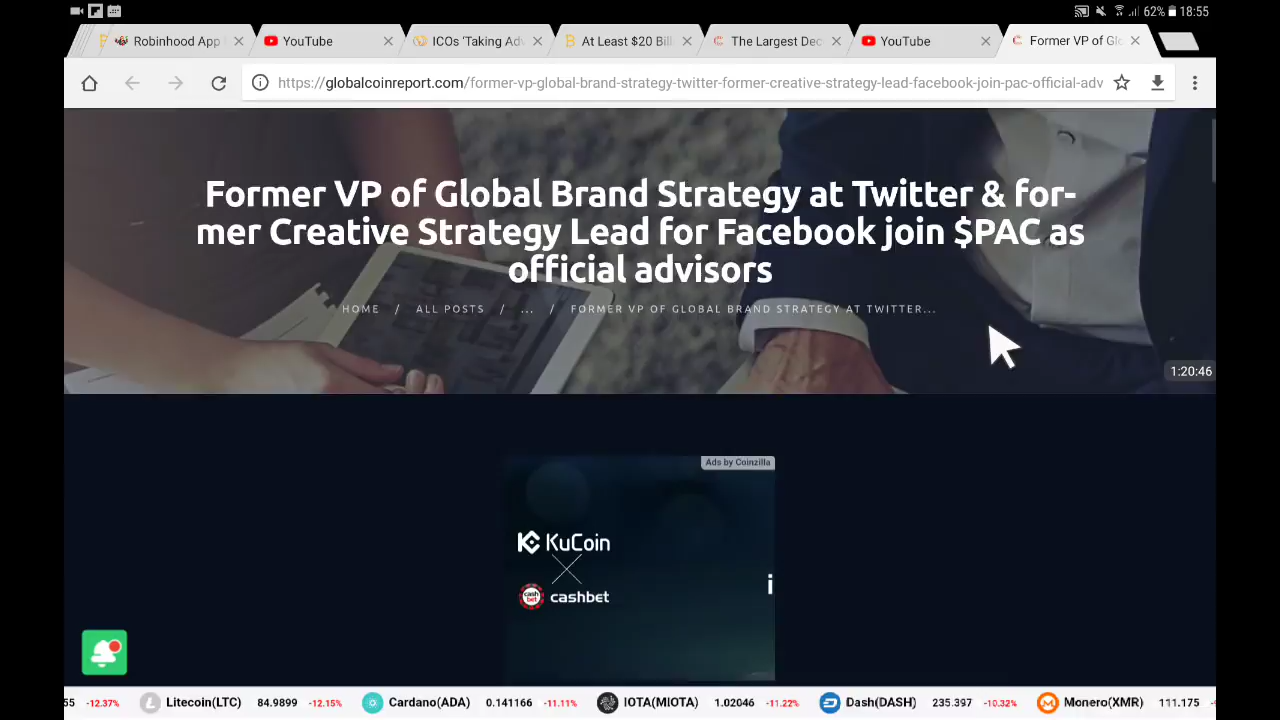 62% 18:55
Robinhood App
YouTube
ICOs 'Taking Adv
At Least $20 Bill
The Largest Dec
YouTube
Former VP of Glo
https://globalcoinreport.com/former-vp-global-brand-strategy-twitter-former-creative-strategy-lead-facebook-join-pac-official-adv
Former VP of Global Brand Strategy at Twitter & for-
mer Creative Strategy Lead for Facebook join $PAC as
official advisors
HOME / ALL POSTS / ... / FORMER VP OF GLOBAL BRAND STRATEGY AT TWITTER...
1:20:46
Ads by Coinzilla
KuCoin
cash bet cashbet
i
55 -12.37% Litecoin(LTC) 84.9899 -12.15% Cardano(ADA) 0.141166 -11.11% IOTA(MIOTA) 1.02046 -11.22% Dash(DASH) 235.397 -10.32% Monero(XMR) 111.175